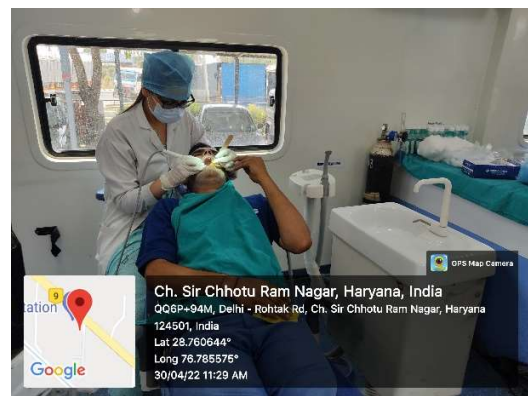 GPS Map Camera
Ch. Sir Chhotu Ram Nagar, Haryana, India
QQ6P+94M, Delhi - Rohtak Rd, Ch. Sir Chhotu Ram Nagar, Haryana
124501, India
Lat 28.760644°
Long 76.785575°
30/04/22 11:29 AM
9
tation
Google